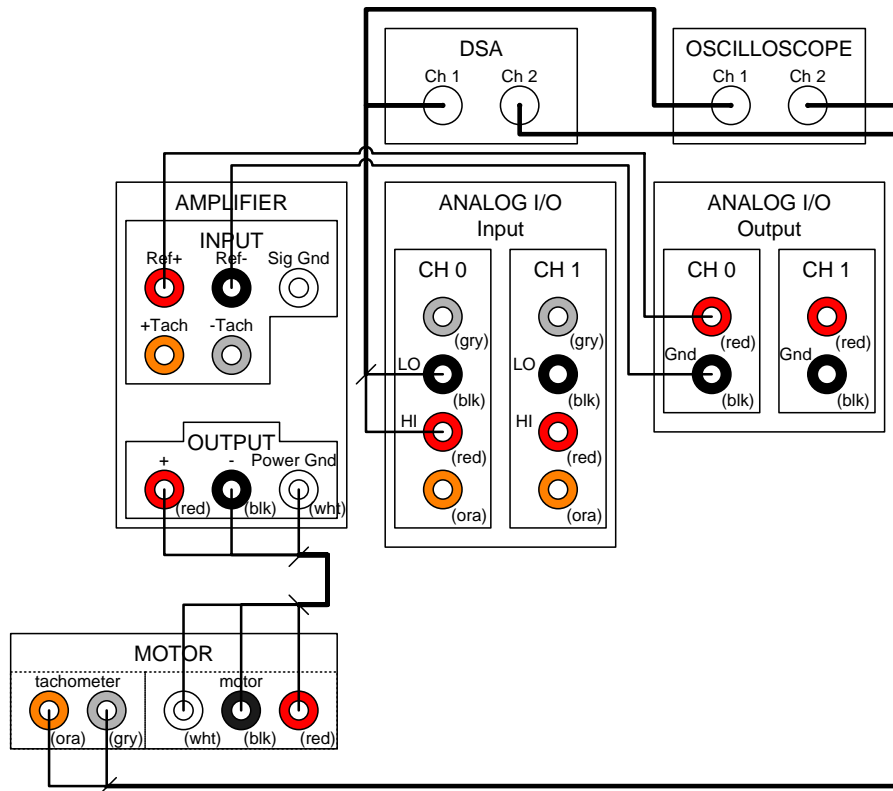 DSA
Ch 1 Ch 2
OSCILLOSCOPE
Ch 1 Ch 2
AMPLIFIER
INPUT
Ref+ Ref- Sig Gnd
+Tach -Tach
OUTPUT
+ - Power Gnd
(red) (blk) (wht)
ANALOG I/O
Input
CH 0
(gry)
LO
(blk)
HI
(red)
(ora)
CH 1
(gry)
LO
(blk)
HI
(red)
(ora)
ANALOG I/O
Output
CH 0
(red)
Gnd
(blk)
CH 1
(red)
Gnd
(blk)
MOTOR
tachometer
(ora) (gry)
motor
(wht) (blk) (red)